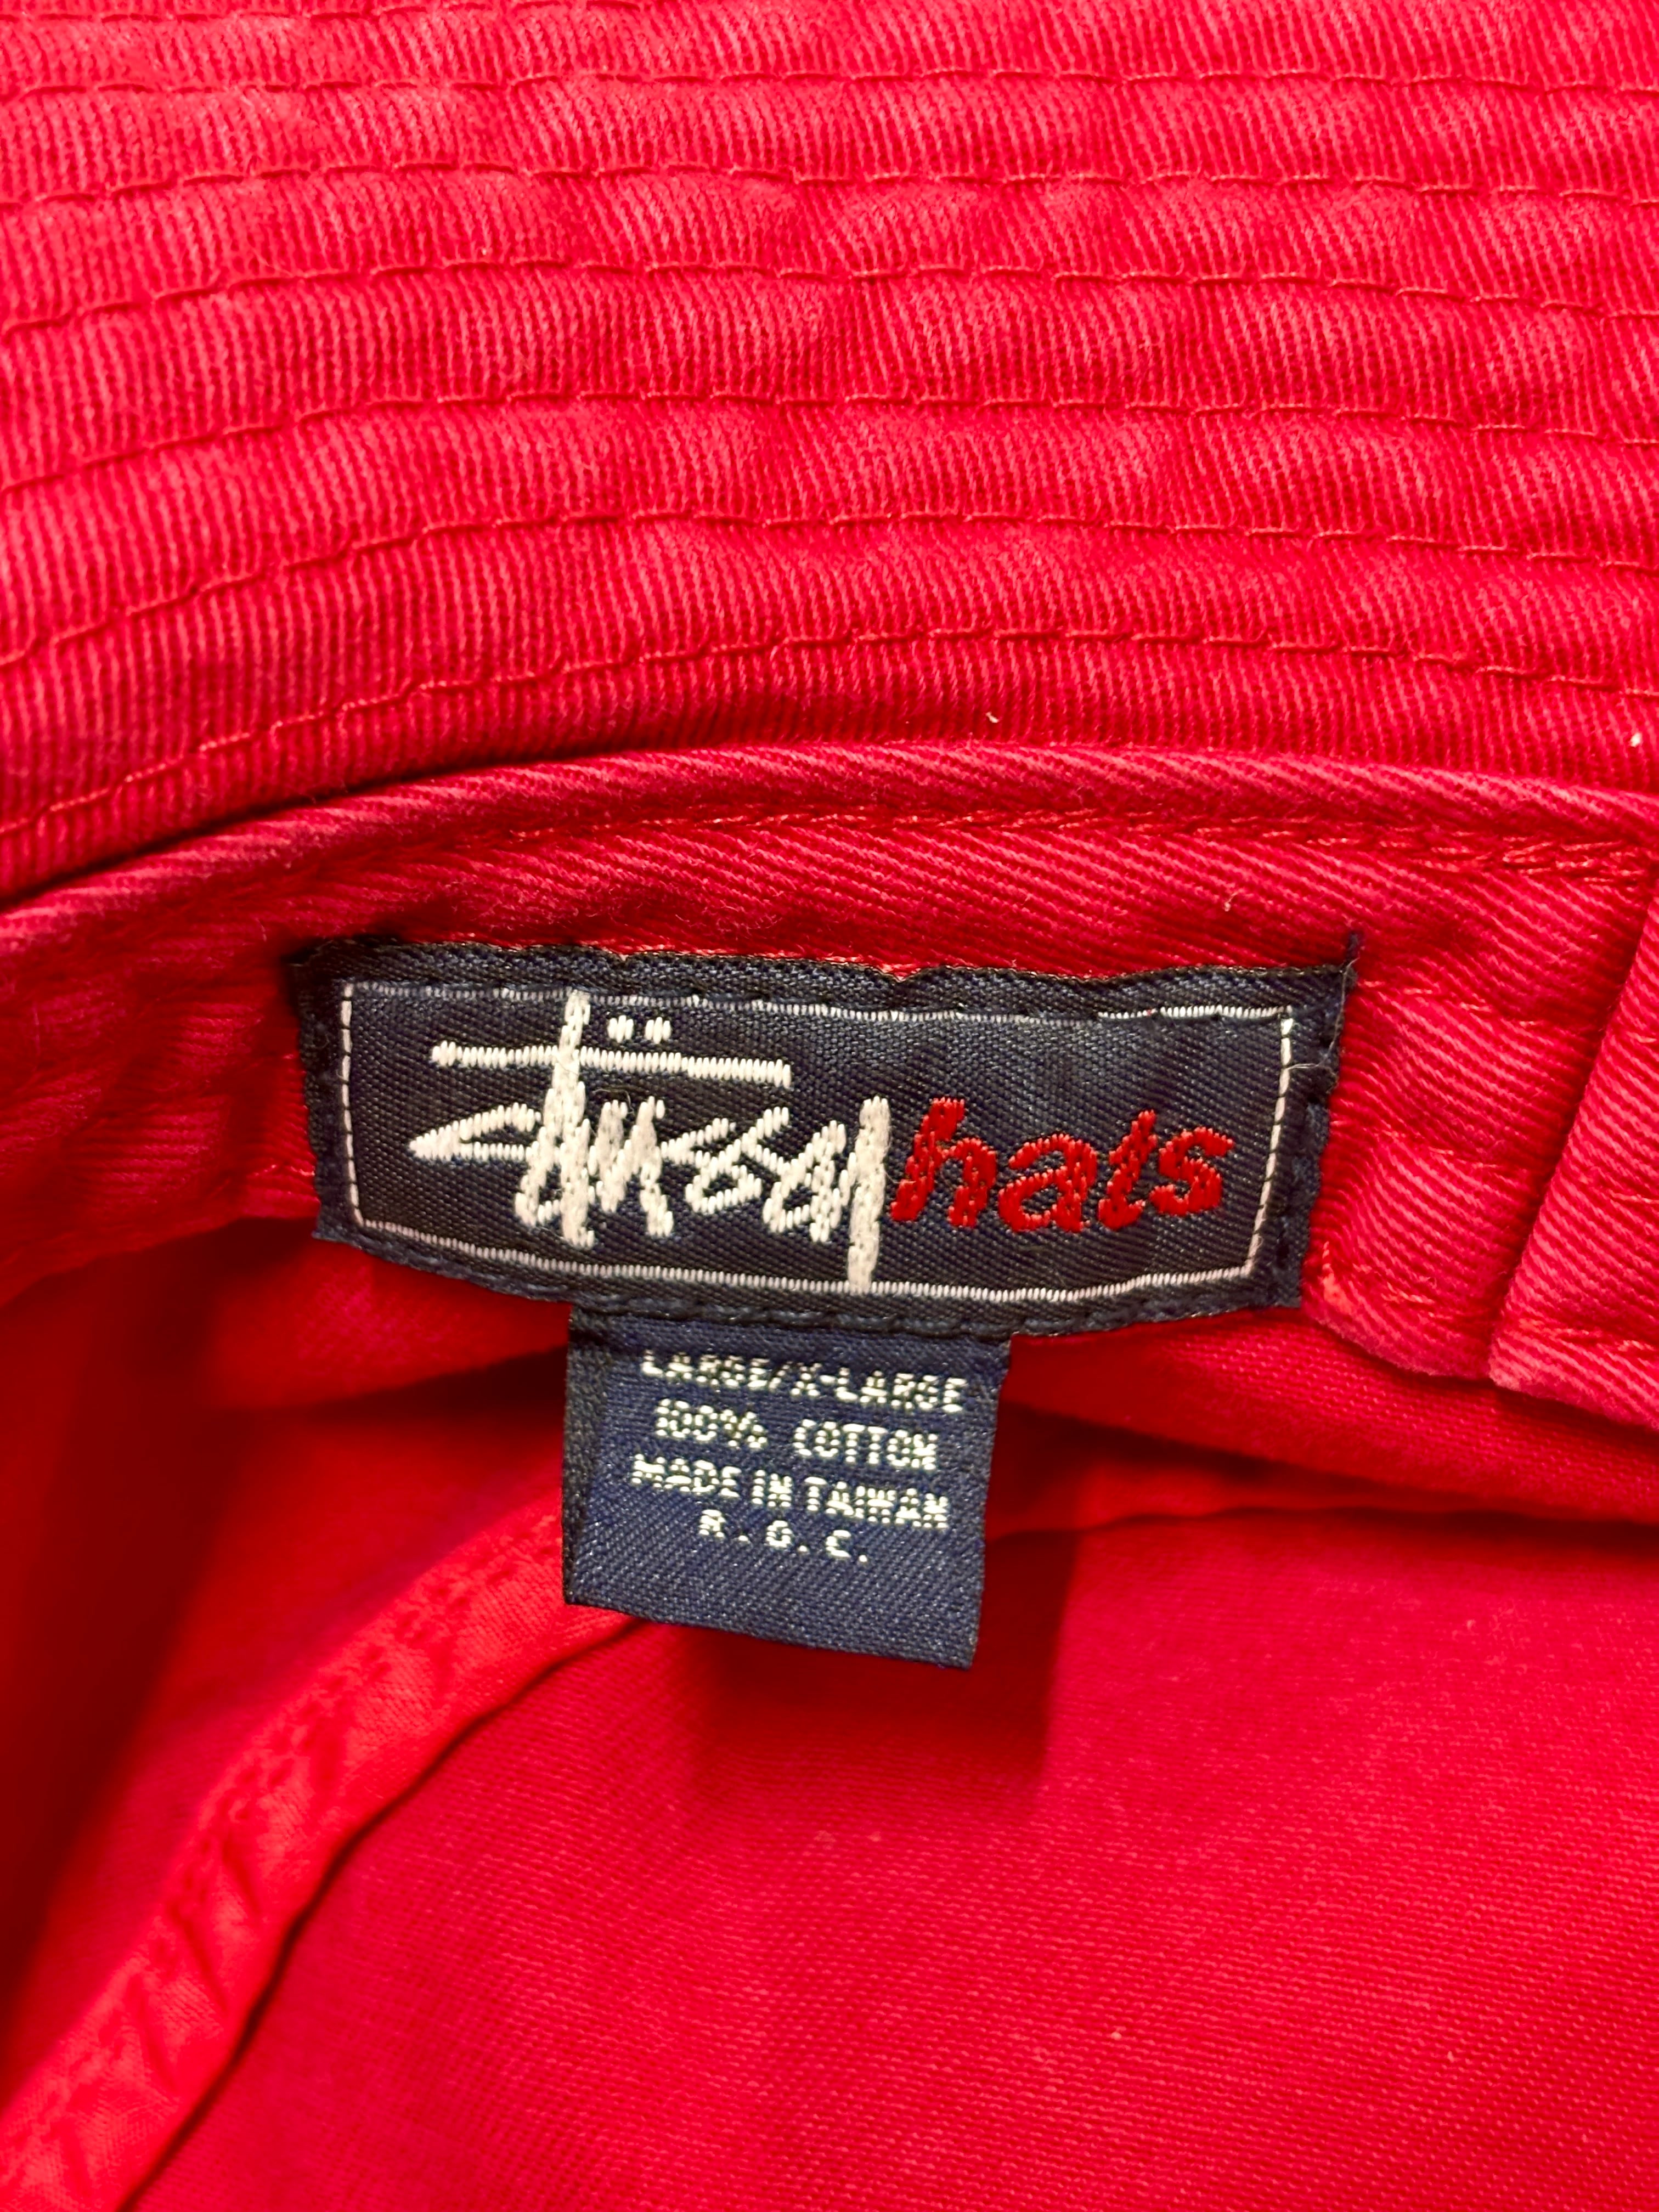 Stüssy hats
LARGE/X-LARGE
100% COTTON
MADE IN TAIWAN
R.O.C.